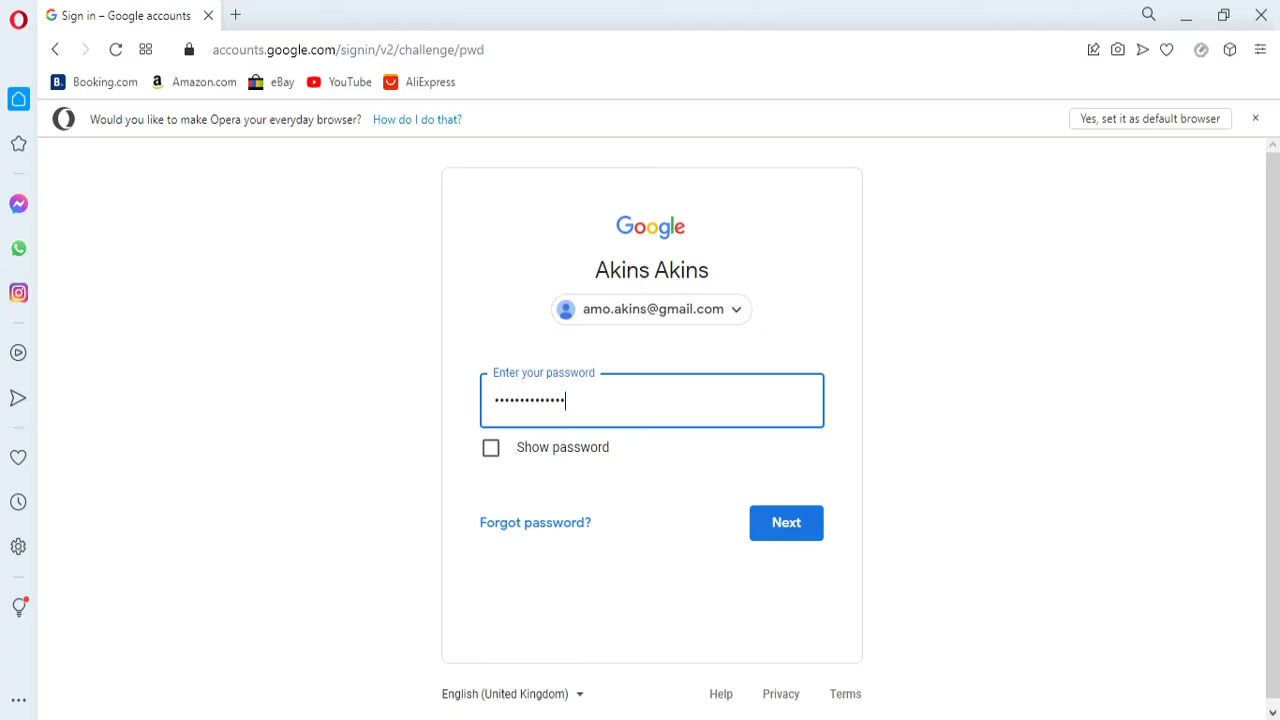 Sign in – Google accounts
accounts.google.com/signin/v2/challenge/pwd
B. Booking.com a Amazon.com eBay YouTube AliExpress
Would you like to make Opera your everyday browser? How do I do that? Yes, set it as default browser
Google
Akins Akins
amo.akins@gmail.com
Enter your password
••••••••••••••
Show password
Forgot password? Next
English (United Kingdom) Help Privacy Terms